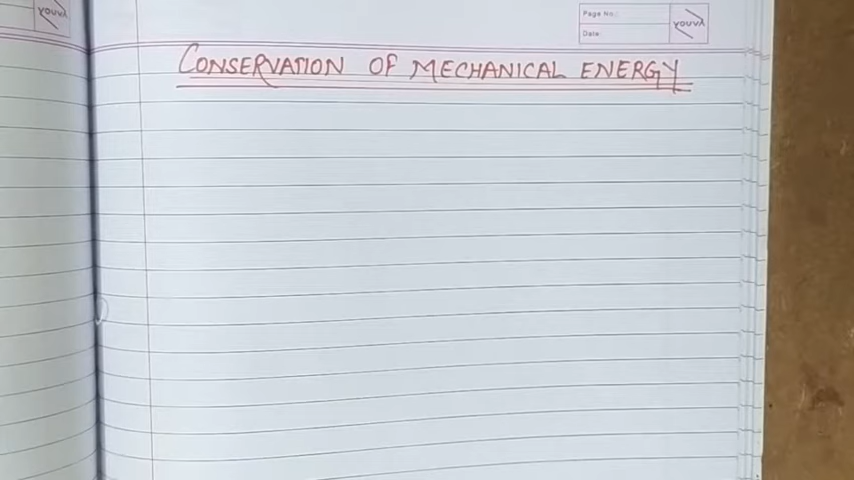 youva
Page No.:
Date:
youva
CONSERVATION OF MECHANICAL ENERGY